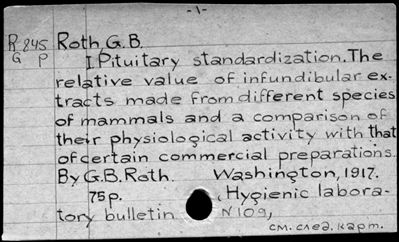 -1-
R 845 Roth, G.B.
G P I. Pituitary standardization. The
relative value of infundibular ex-
tracts made from different species
of mammals and a comparison of
their physiological activity with that
of certain commercial preparations.
By G.B. Roth. Washington, 1917.
75p. (Hygienic labora-
tory bulletin N 109,
см. след. карт.